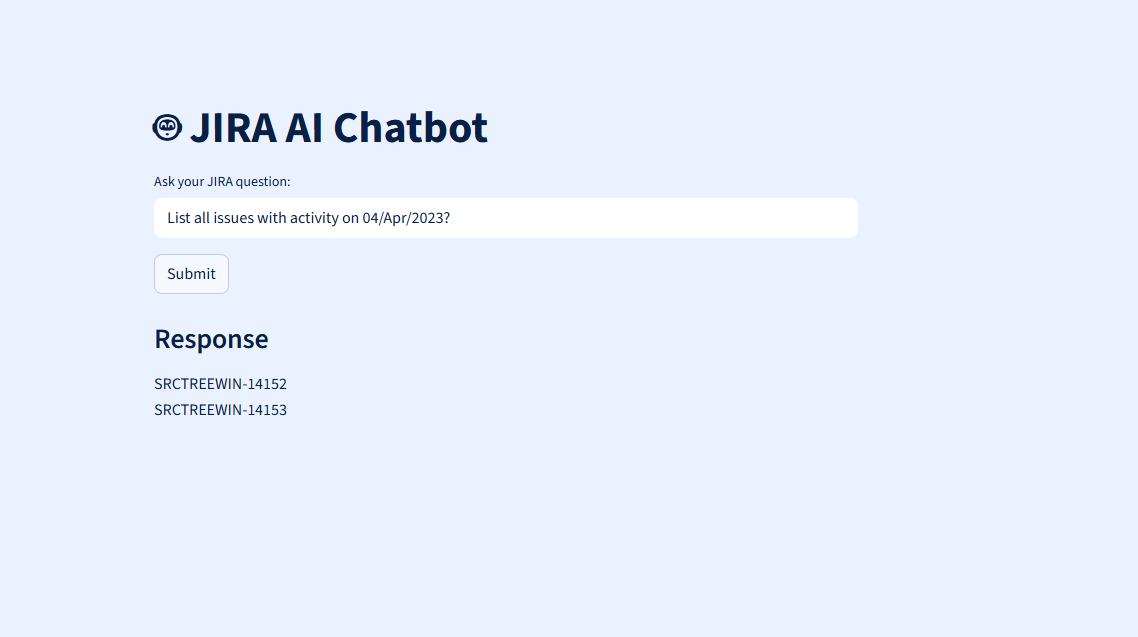 JIRA AI Chatbot
Ask your JIRA question:
List all issues with activity on 04/Apr/2023?
Submit
Response
SRCTREEWIN-14152
SRCTREEWIN-14153